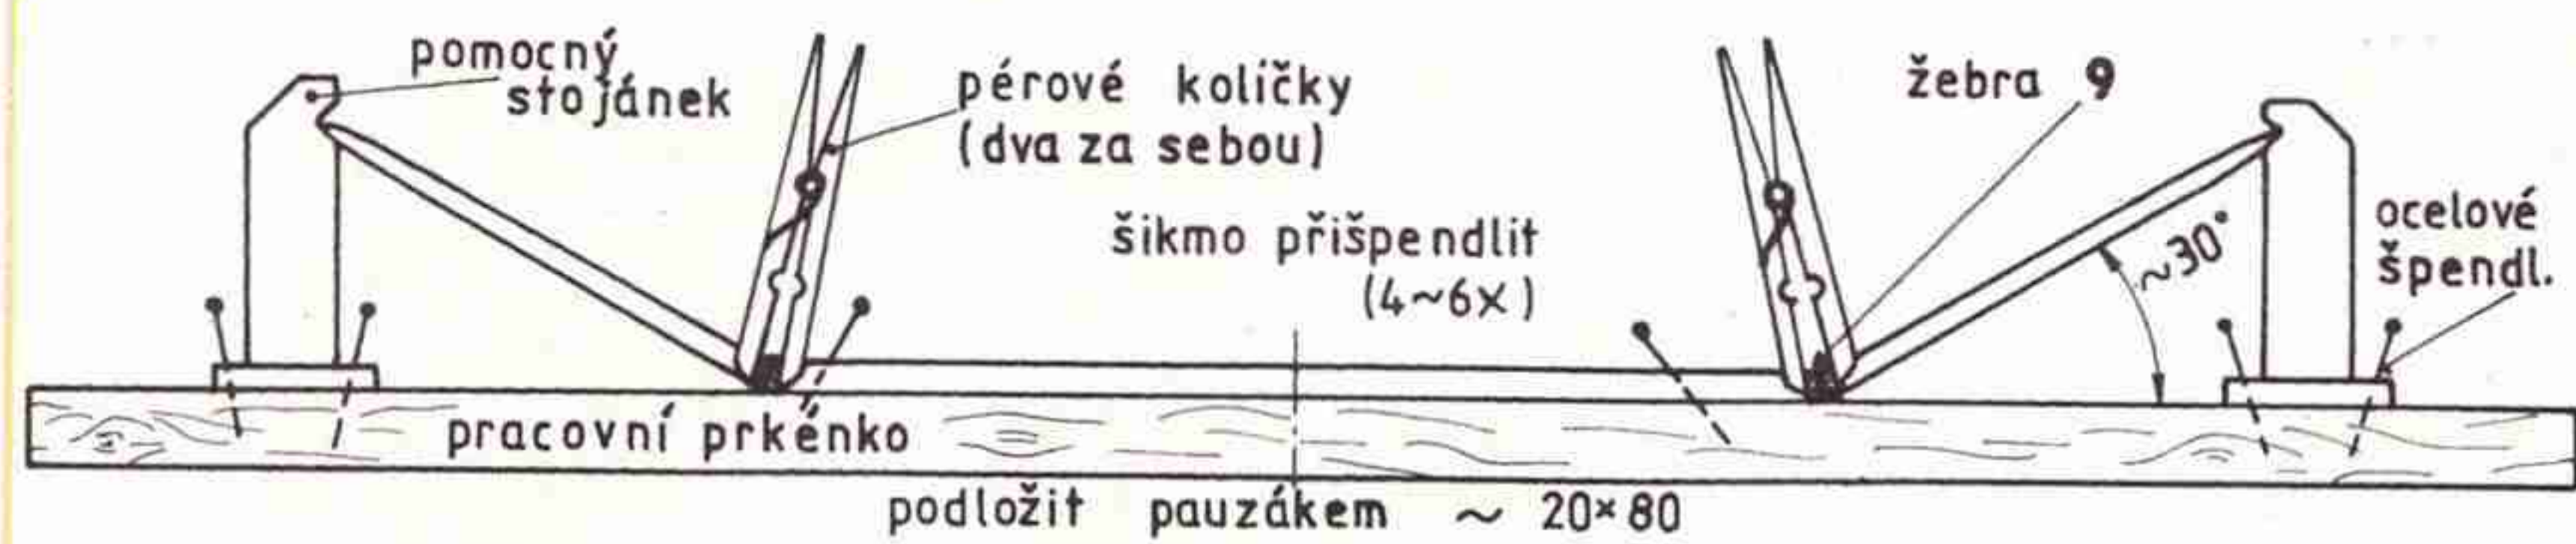 pomocný
stojánek
pérové kolíčky
(dva za sebou)
žebra 9
šikmo přišpendlit
(4~6x)
~30°
ocelové
špendl.
pracovní prkénko
podložit pauzákem ~ 20×80